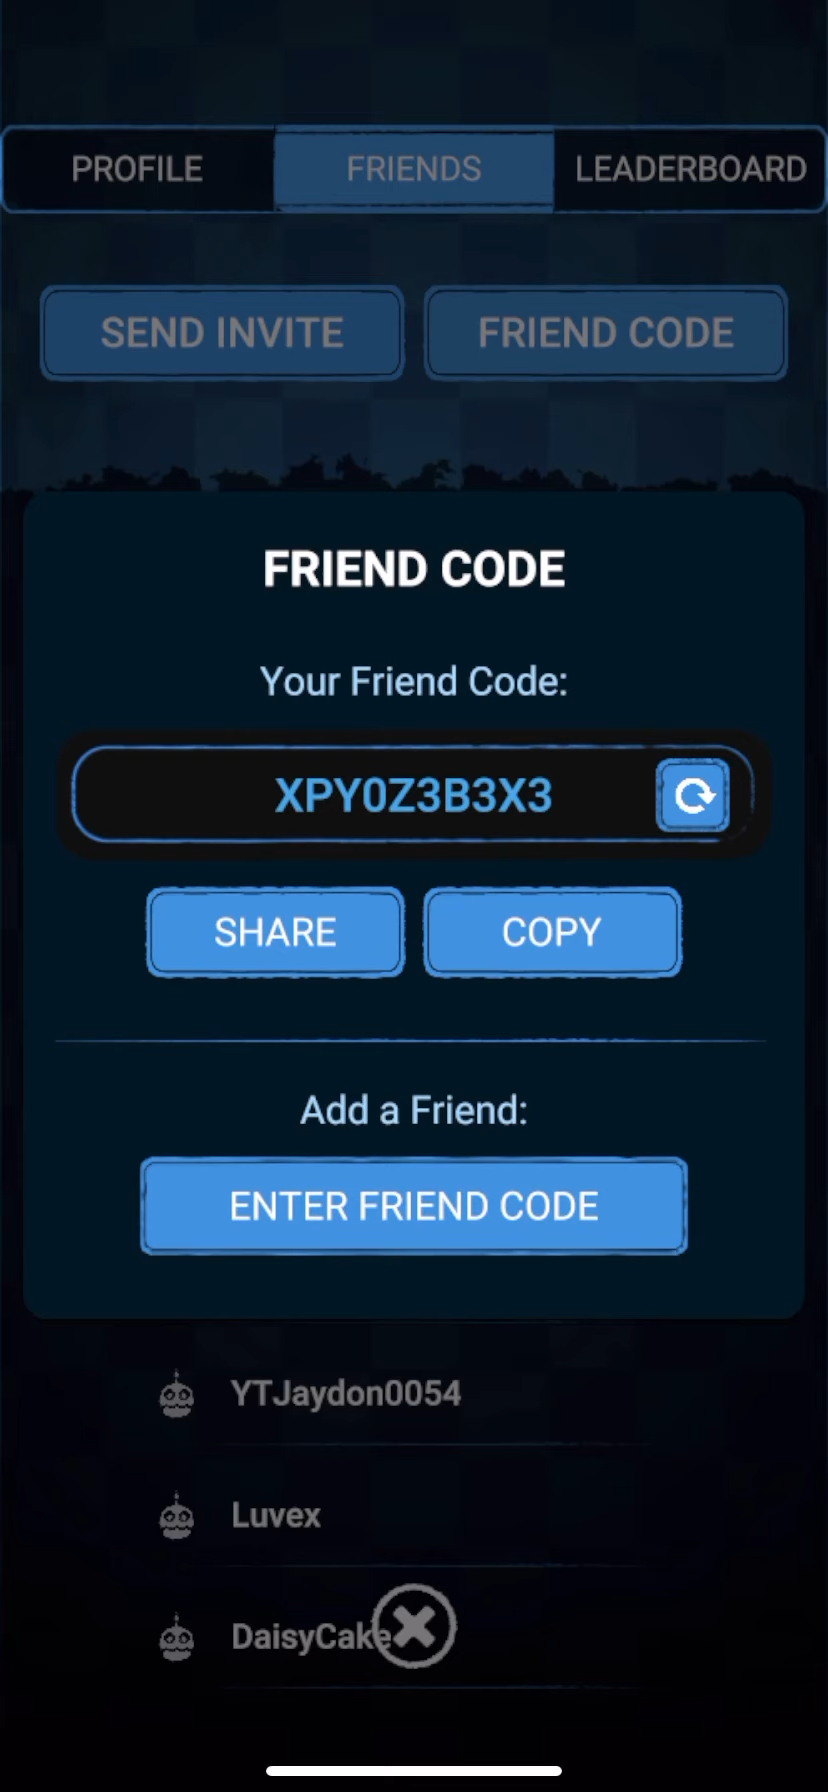 PROFILE FRIENDS LEADERBOARD
SEND INVITE FRIEND CODE
FRIEND CODE
Your Friend Code:
XPY0Z3B3X3
SHARE COPY
Add a Friend:
ENTER FRIEND CODE
YTJaydon0054
Luvex
DaisyCake